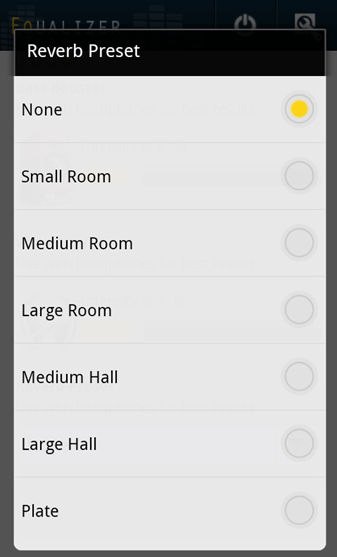 EQUALIZER
Reverb Preset
None
Small Room
Medium Room
Large Room
Medium Hall
Large Hall
Plate